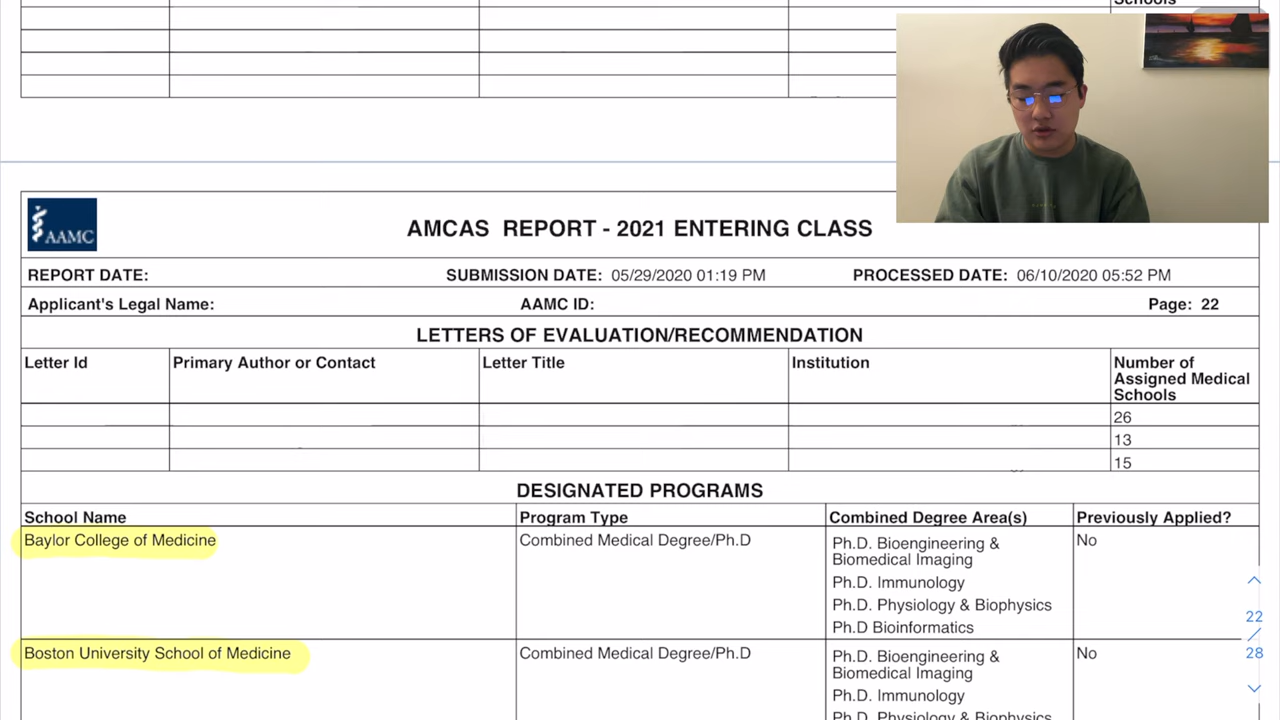 Schools
AAMC
AMCAS REPORT - 2021 ENTERING CLASS
REPORT DATE: SUBMISSION DATE: 05/29/2020 01:19 PM PROCESSED DATE: 06/10/2020 05:52 PM
Applicant's Legal Name: AAMC ID: Page: 22
LETTERS OF EVALUATION/RECOMMENDATION
Letter Id Primary Author or Contact Letter Title Institution Number of
Assigned Medical
Schools
26
13
15
DESIGNATED PROGRAMS
School Name Program Type Combined Degree Area(s) Previously Applied?
Baylor College of Medicine Combined Medical Degree/Ph.D Ph.D. Bioengineering & No
Biomedical Imaging
Ph.D. Immunology
Ph.D. Physiology & Biophysics
Ph.D Bioinformatics
Boston University School of Medicine Combined Medical Degree/Ph.D Ph.D. Bioengineering & No
Biomedical Imaging
Ph.D. Immunology
Ph.D. Physiology & Biophysics
22
/
28